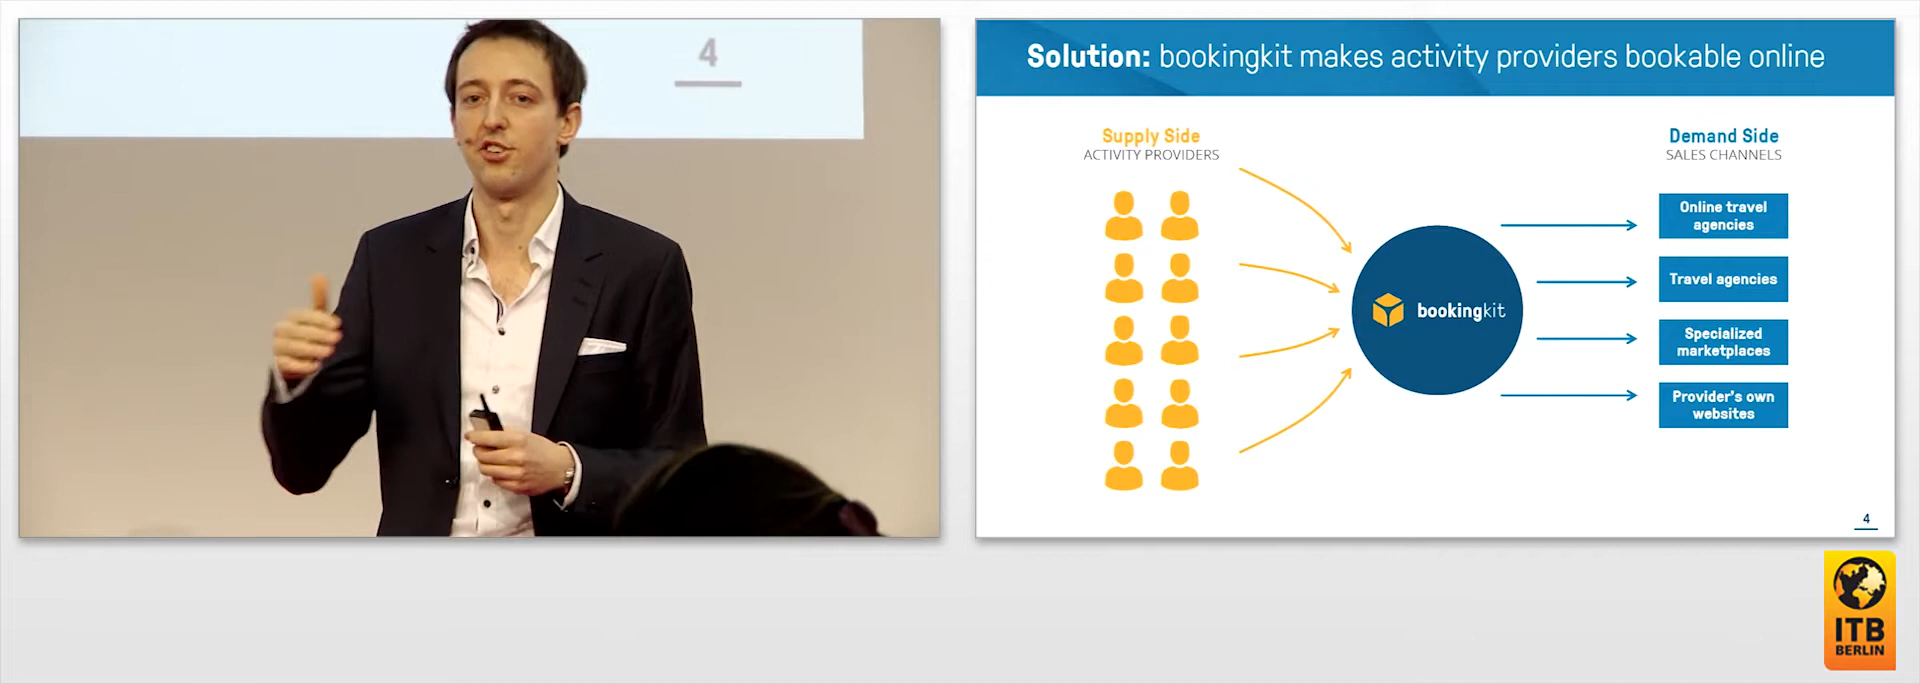 4
Solution: bookingkit makes activity providers bookable online
Supply Side
ACTIVITY PROVIDERS
Demand Side
SALES CHANNELS
Online travel
agencies
Travel agencies
Specialized
marketplaces
Provider's own
websites
bookingkit
4
ITB
BERLIN